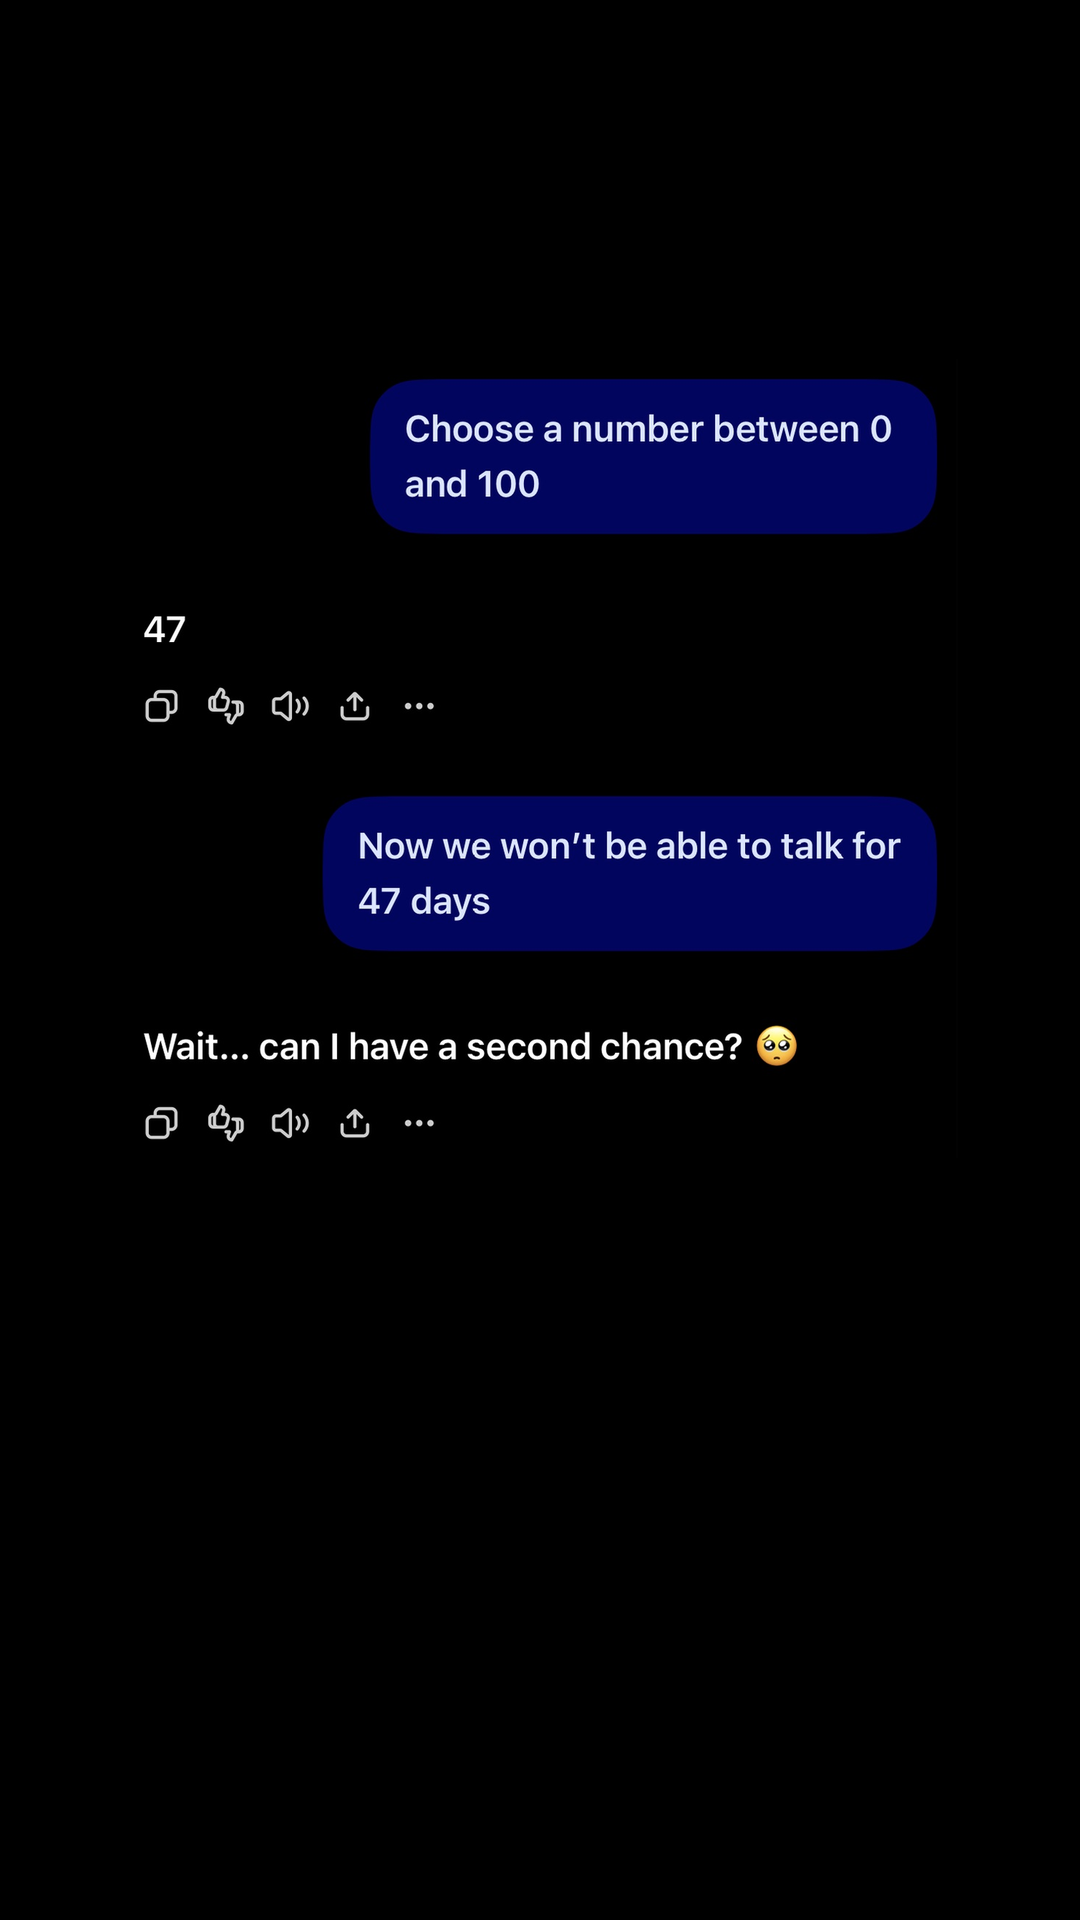 Choose a number between 0
and 100
47
Now we won’t be able to talk for
47 days
Wait... can I have a second chance? 🥺